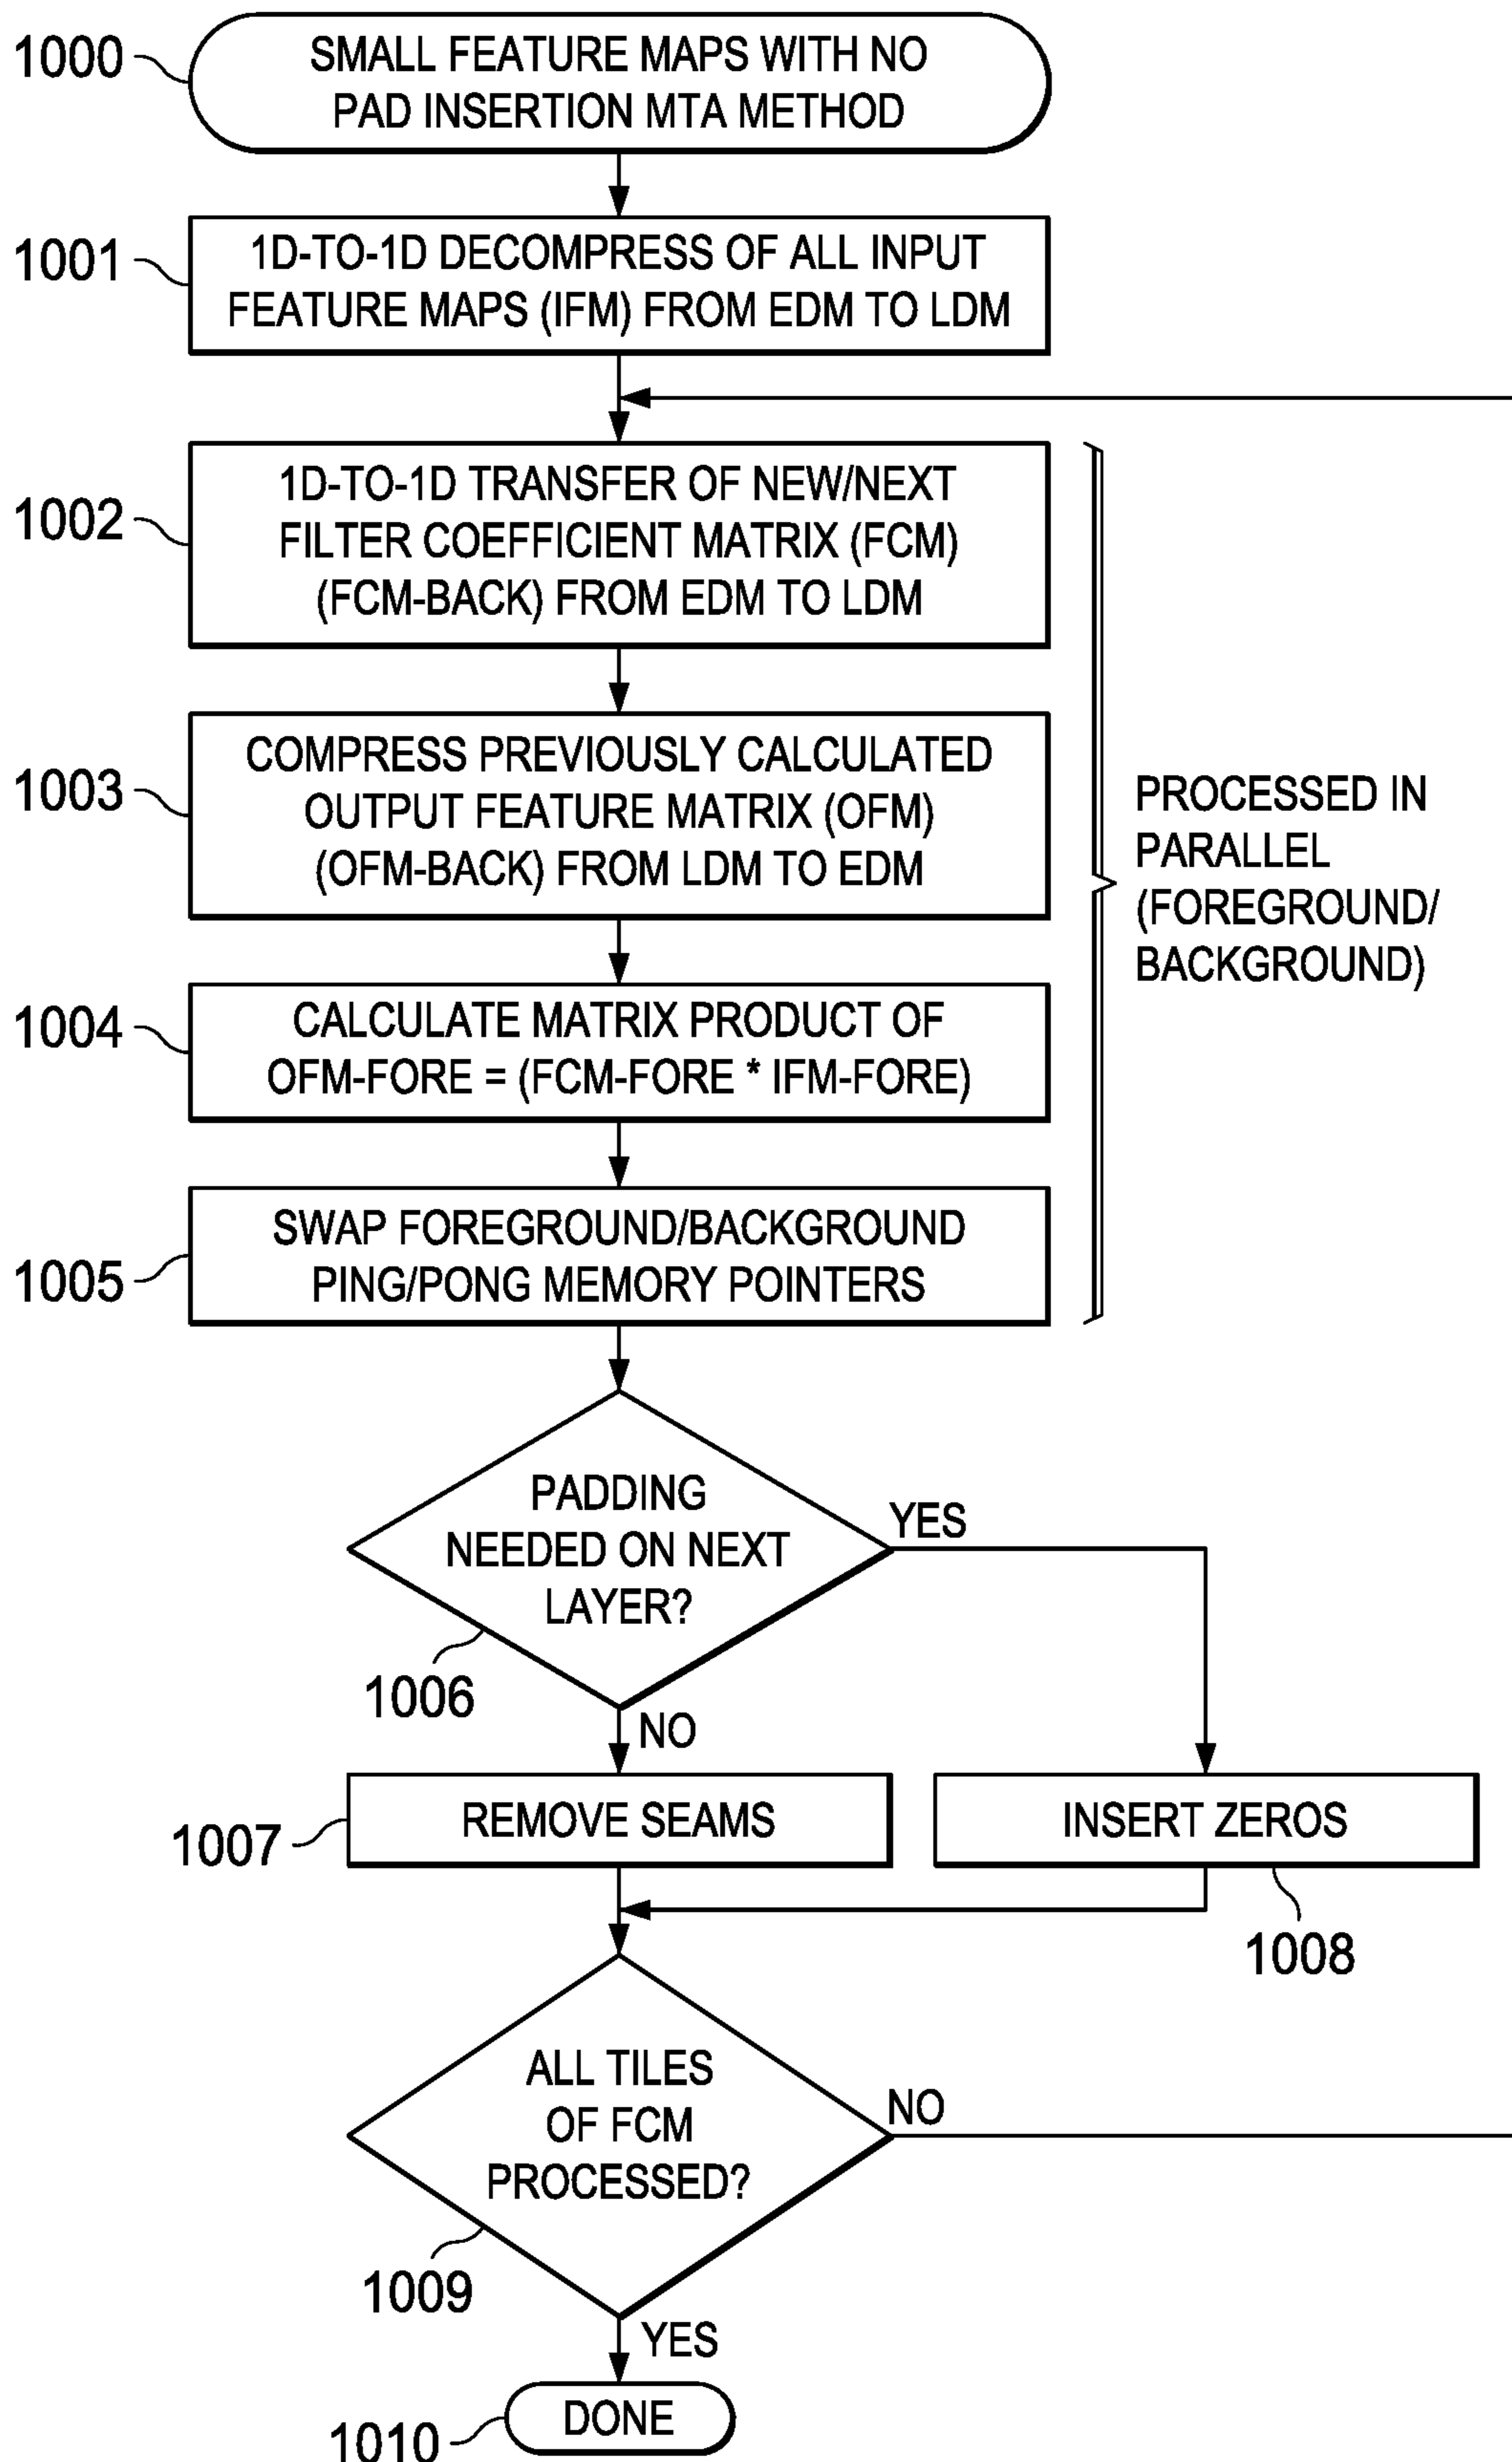 1000
SMALL FEATURE MAPS WITH NO
PAD INSERTION MTA METHOD
1001
1D-TO-1D DECOMPRESS OF ALL INPUT
FEATURE MAPS (IFM) FROM EDM TO LDM
1002
1D-TO-1D TRANSFER OF NEW/NEXT
FILTER COEFFICIENT MATRIX (FCM)
(FCM-BACK) FROM EDM TO LDM
1003
COMPRESS PREVIOUSLY CALCULATED
OUTPUT FEATURE MATRIX (OFM)
(OFM-BACK) FROM LDM TO EDM
PROCESSED IN
PARALLEL
(FOREGROUND/
BACKGROUND)
1004
CALCULATE MATRIX PRODUCT OF
OFM-FORE = (FCM-FORE * IFM-FORE)
1005
SWAP FOREGROUND/BACKGROUND
PING/PONG MEMORY POINTERS
PADDING
NEEDED ON NEXT
LAYER?
YES
1006
NO
1007
REMOVE SEAMS
INSERT ZEROS
1008
ALL TILES
OF FCM
PROCESSED?
NO
1009
YES
DONE
1010